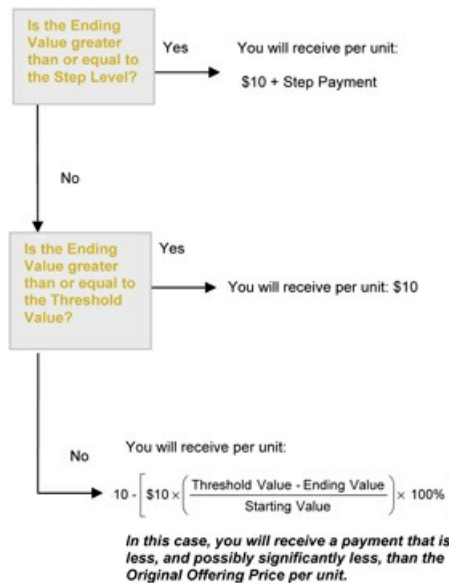 Is the Ending
Value greater
than or equal to
the Step Level?
Yes
You will receive per unit:
$10 + Step Payment
No
Is the Ending
Value greater
than or equal to
the Threshold
Value?
Yes
You will receive per unit: $10
No
You will receive per unit:
10 - [ $10 × ( Threshold Value - Ending Value
Starting Value ) × 100%
In this case, you will receive a payment that is
less, and possibly significantly less, than the
Original Offering Price per unit.